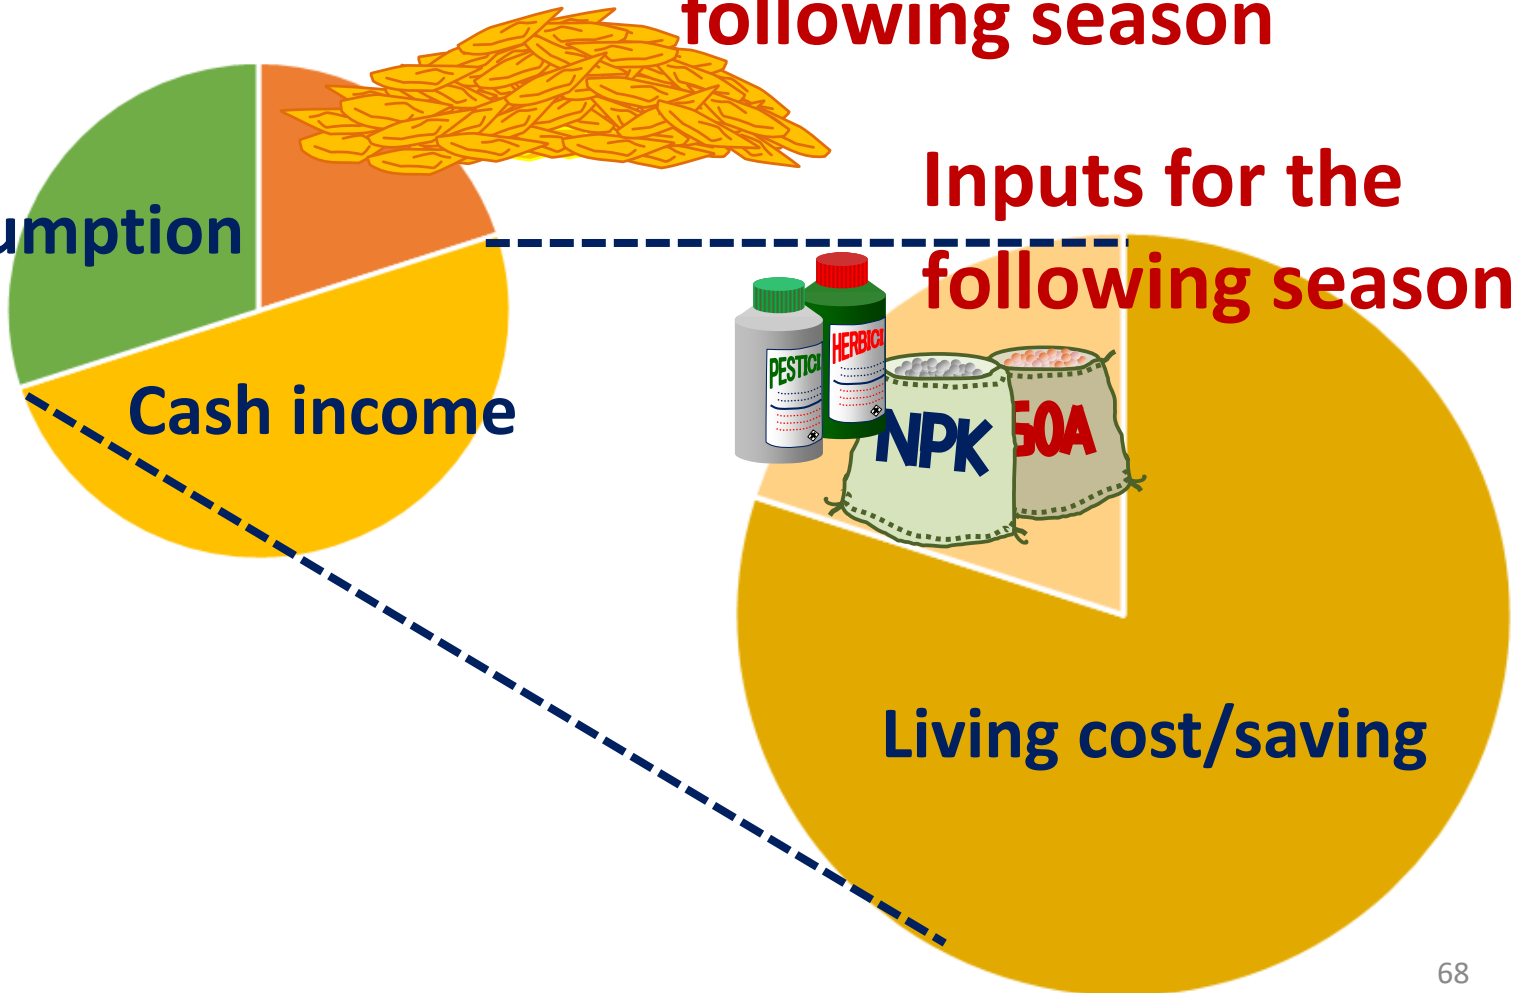 following season
Inputs for the
following season
umption
Cash income
PESTICI
HERBICI
NPK
SOA
Living cost/saving
68